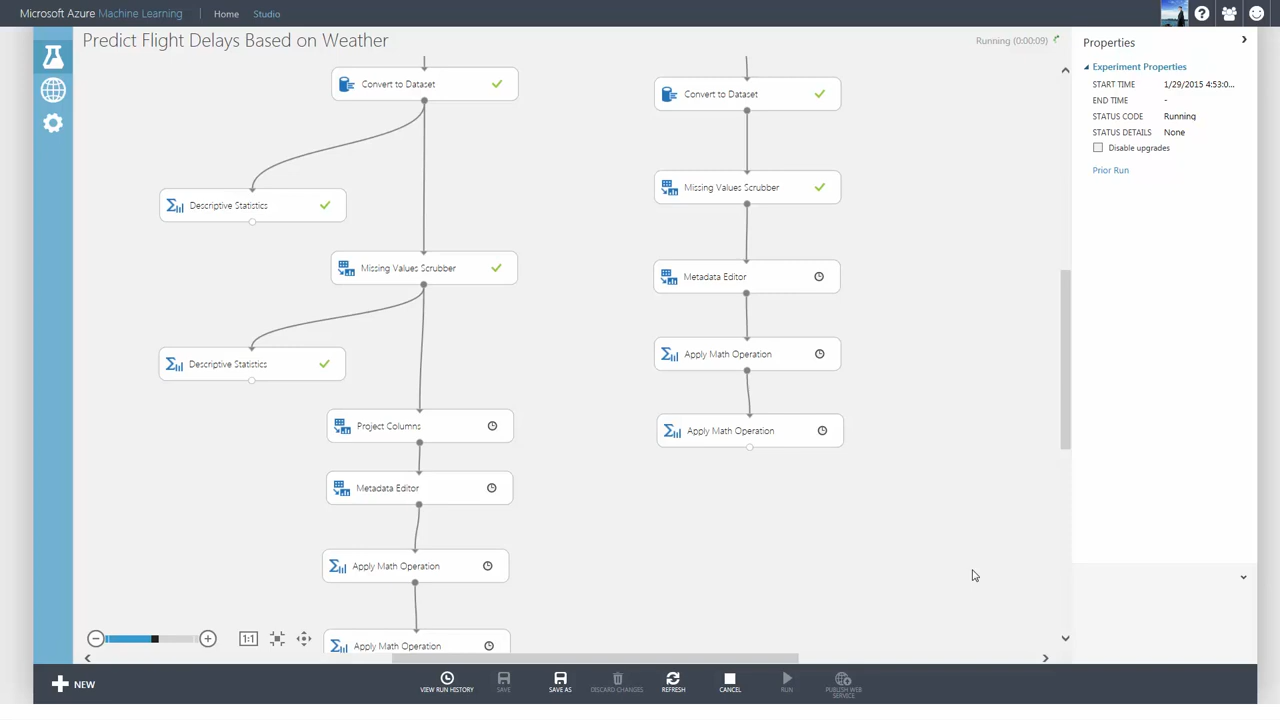 Microsoft Azure Machine Learning | Home Studio
Predict Flight Delays Based on Weather
Running (0:00:09)
Convert to Dataset
Descriptive Statistics
Missing Values Scrubber
Descriptive Statistics
Project Columns
Metadata Editor
Apply Math Operation
Apply Math Operation
Convert to Dataset
Missing Values Scrubber
Metadata Editor
Apply Math Operation
Apply Math Operation
1:1
Properties
Experiment Properties
START TIME 1/29/2015 4:53:0...
END TIME -
STATUS CODE Running
STATUS DETAILS None
Disable upgrades
Prior Run
NEW
VIEW RUN HISTORY
SAVE
SAVE AS
DISCARD CHANGES
REFRESH
CANCEL
RUN
PUBLISH WEB
SERVICE